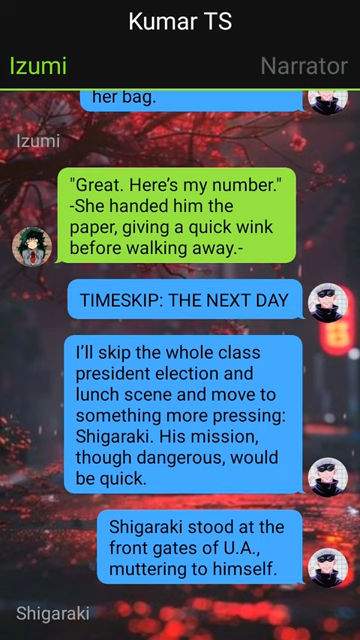 Kumar TS
Izumi
Narrator
her bag.
Izumi
"Great. Here’s my number."
-She handed him the
paper, giving a quick wink
before walking away.-
TIMESKIP: THE NEXT DAY
I’ll skip the whole class
president election and
lunch scene and move to
something more pressing:
Shigaraki. His mission,
though dangerous, would
be quick.
Shigaraki stood at the
front gates of U.A.,
muttering to himself.
Shigaraki